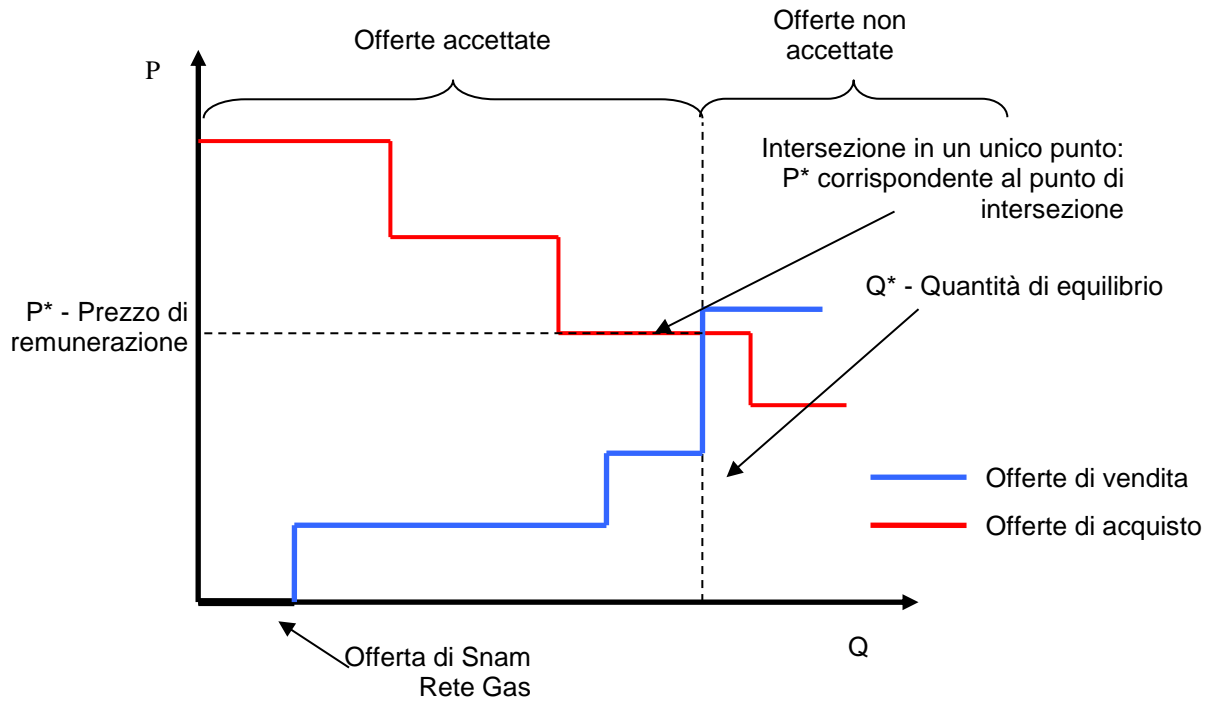 Offerte accettate
Offerte non
accettate
P
Intersezione in un unico punto:
P* corrispondente al punto di
intersezione
Q* - Quantità di equilibrio
P* - Prezzo di
remunerazione
Offerte di vendita
Offerte di acquisto
Q
Offerta di Snam
Rete Gas